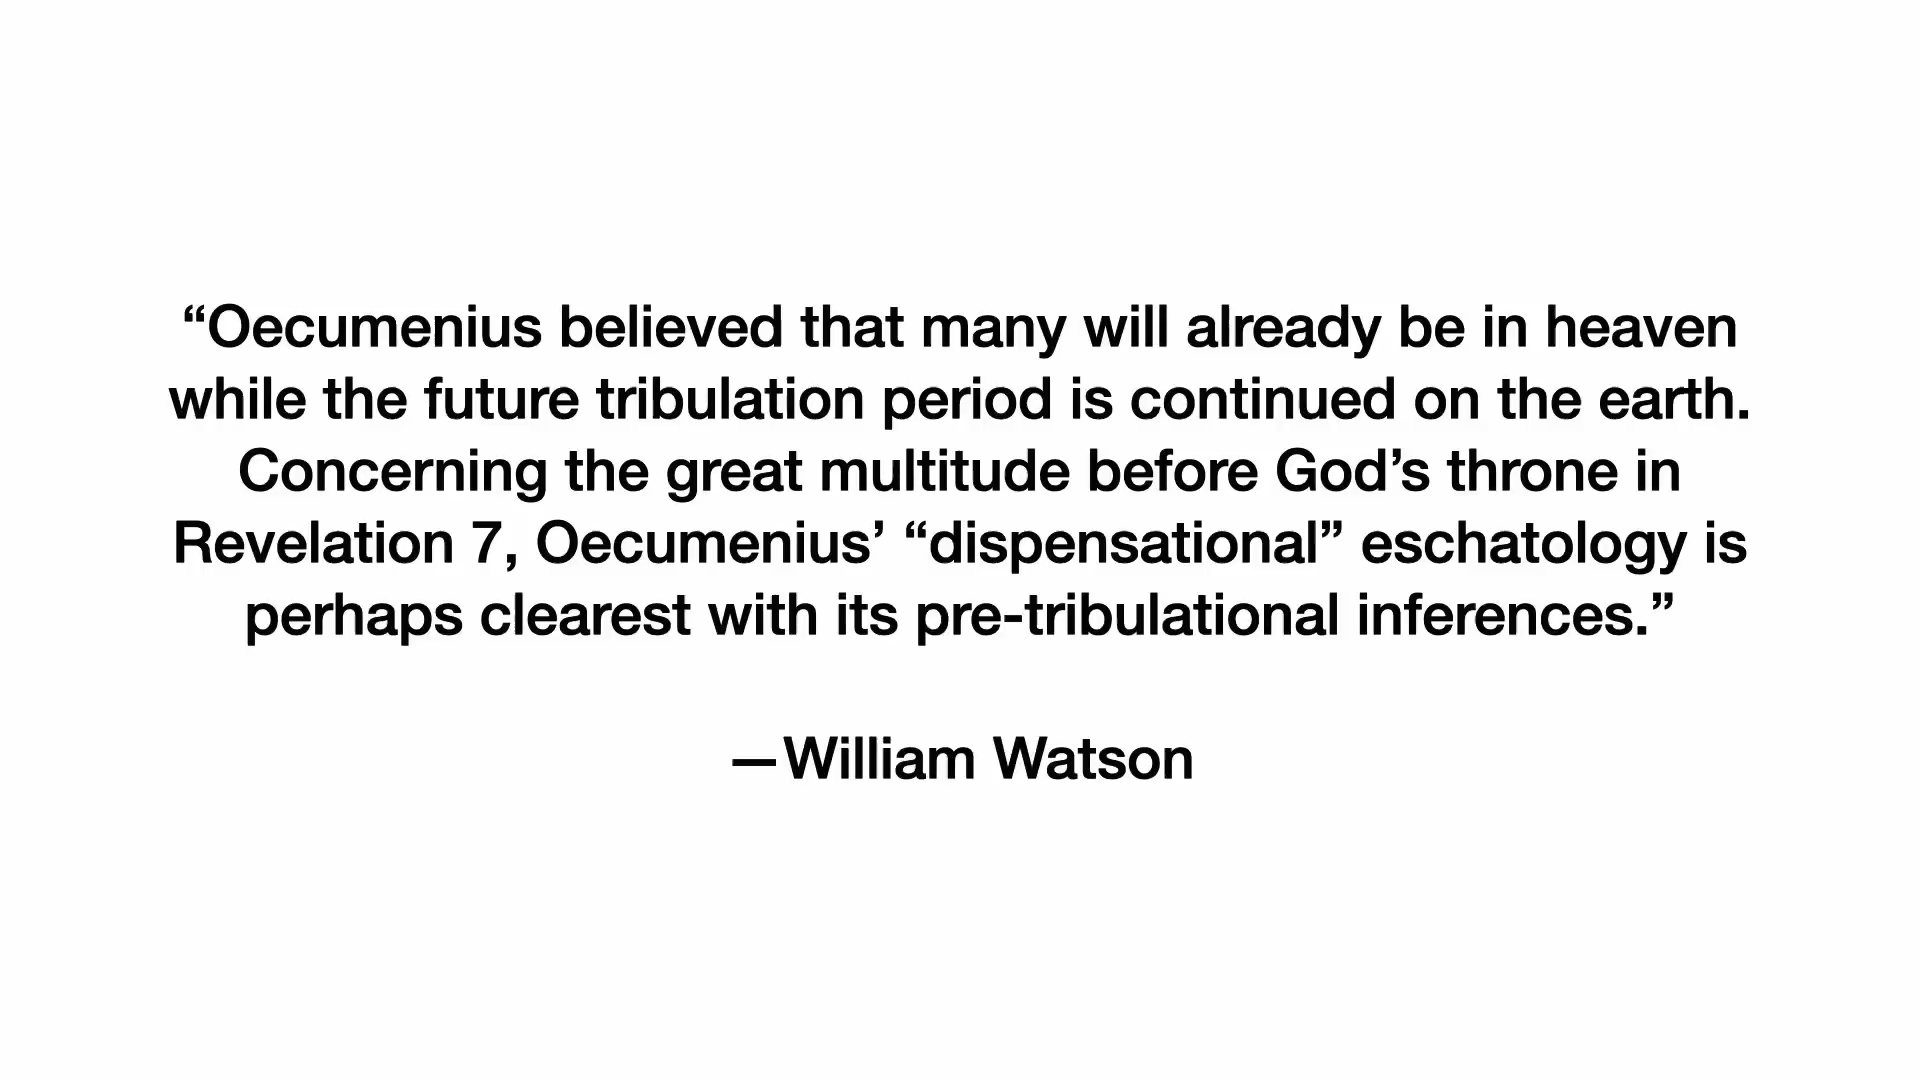 “Oecumenius believed that many will already be in heaven
while the future tribulation period is continued on the earth.
Concerning the great multitude before God’s throne in
Revelation 7, Oecumenius’ “dispensational” eschatology is
perhaps clearest with its pre-tribulational inferences.”
—William Watson